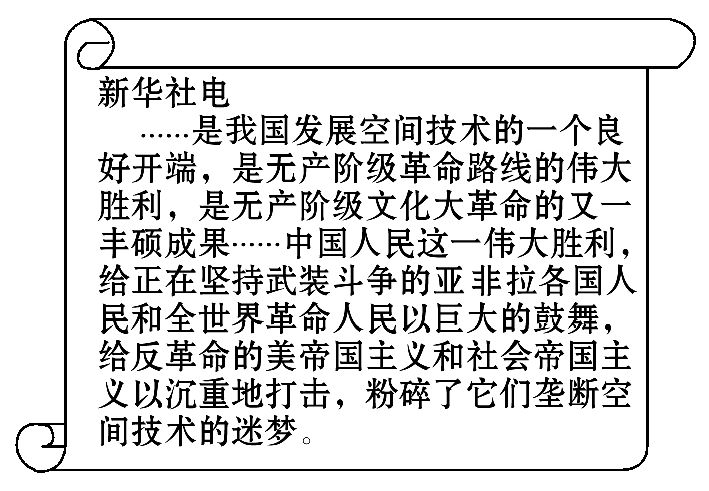 新华社电
……是我国发展空间技术的一个良
好开端，是无产阶级革命路线的伟大
胜利，是无产阶级文化大革命的又一
丰硕成果……中国人民这一伟大胜利，
给正在坚持武装斗争的亚非拉各国人
民和全世界革命人民以巨大的鼓舞，
给反革命的美帝国主义和社会帝国主
义以沉重地打击，粉碎了它们垄断空
间技术的迷梦。